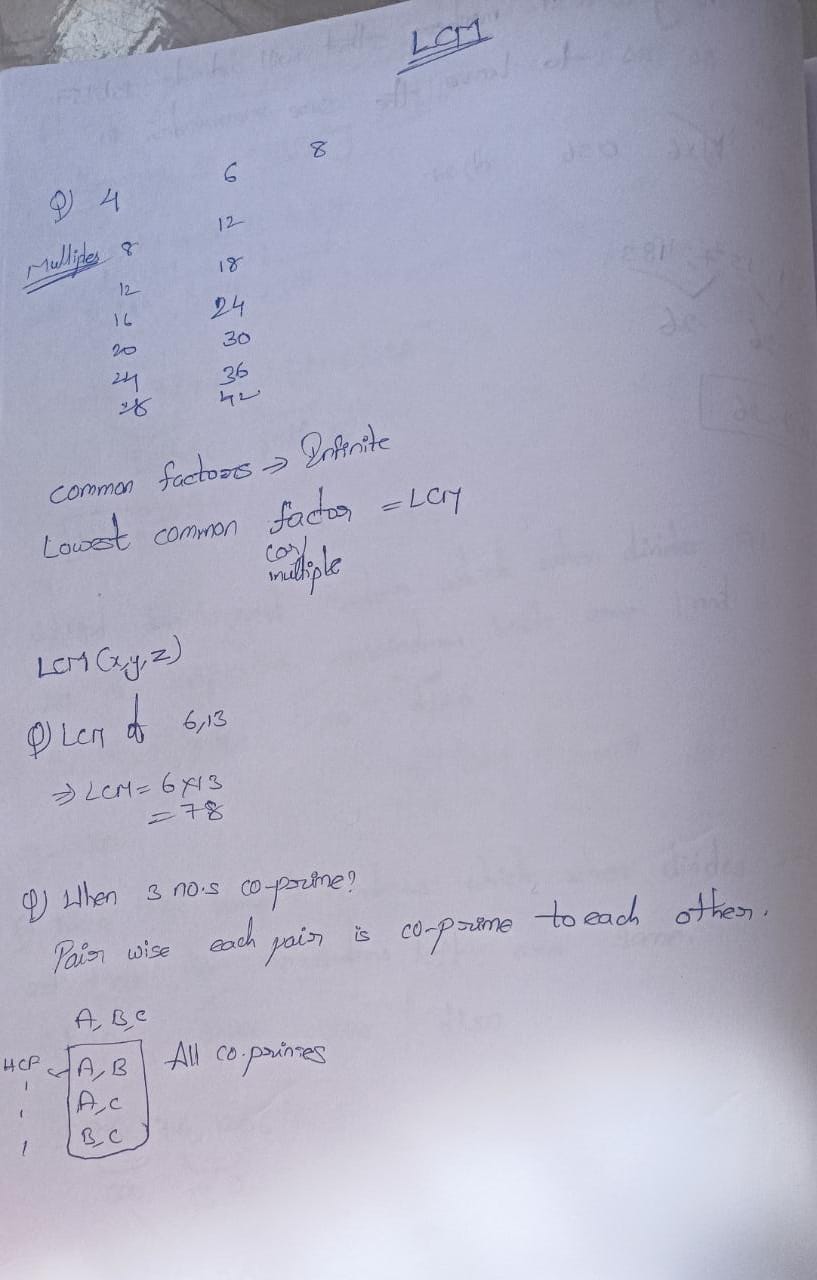 LCM
Q) 4 6 8
Multiples 8 12
12 18
16 24
20 30
24 36
28 42
common factors => Infinite
Lowest common factor = LCM
(or)
multiple
LCM (x,y,z)
Q) LCM of 6,13
=> LCM = 6×13
= 78
Q) When 3 no.s co-prime?
Pair wise each pair is co-prime to each other.
A, B, C
HCF A, B All co-primes
1 A, C
1 B, C
1